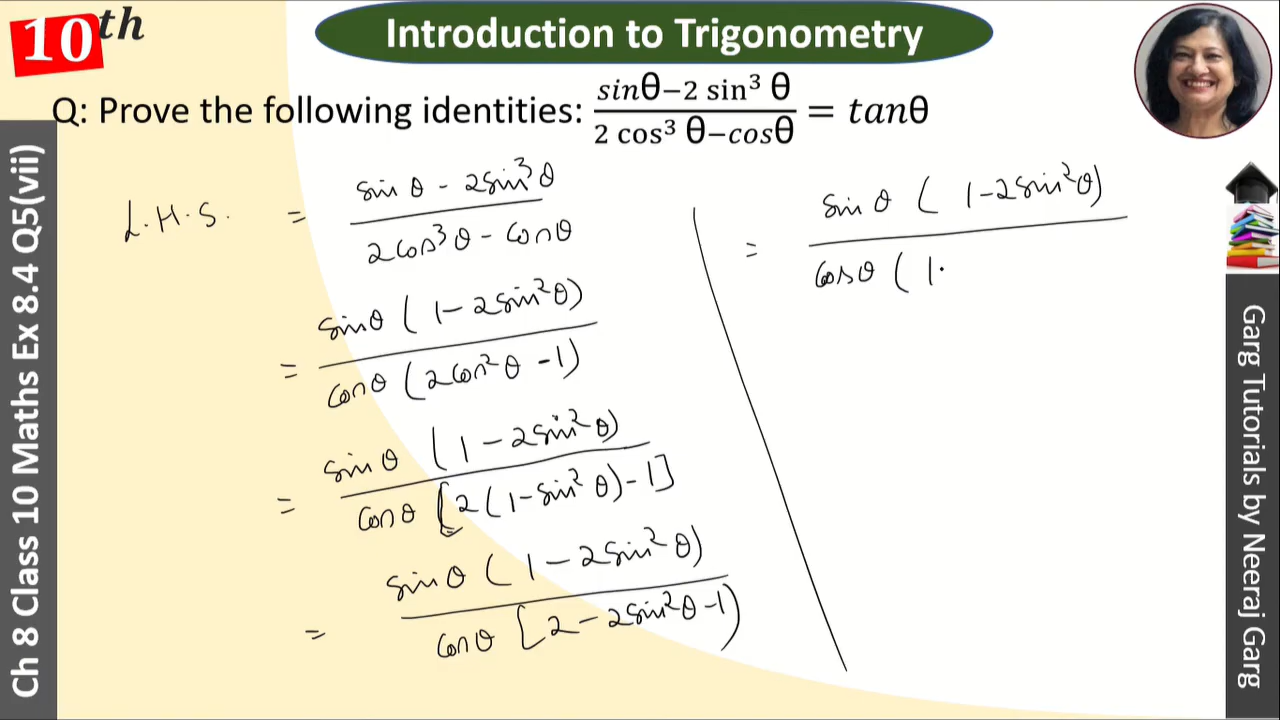 10th
Introduction to Trigonometry
Q: Prove the following identities: (sinθ−2 sin³ θ)/(2 cos³ θ−cosθ) = tanθ
L.H.S. = (sin θ - 2sin³θ)/(2cos³θ - cosθ)
= (sinθ (1 - 2sin²θ))/(cosθ (2cos²θ - 1))
= (sinθ (1 - 2sin²θ))/(cosθ [2(1-sin²θ) - 1])
= (sinθ (1 - 2sin²θ))/(cosθ [2 - 2sin²θ - 1)
= (sin θ (1-2sin²θ))/(cosθ (1-
Ch 8 Class 10 Maths Ex 8.4 Q5(vii)
Garg Tutorials by Neeraj Garg